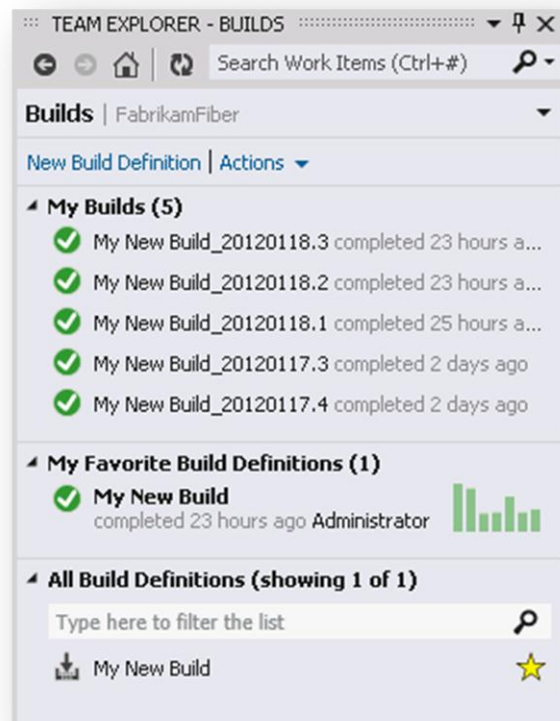 TEAM EXPLORER - BUILDS
Search Work Items (Ctrl+#)
Builds | FabrikamFiber
New Build Definition | Actions
My Builds (5)
My New Build_20120118.3 completed 23 hours a...
My New Build_20120118.2 completed 23 hours a...
My New Build_20120118.1 completed 25 hours a...
My New Build_20120117.3 completed 2 days ago
My New Build_20120117.4 completed 2 days ago
My Favorite Build Definitions (1)
My New Build
completed 23 hours ago Administrator
All Build Definitions (showing 1 of 1)
Type here to filter the list
My New Build